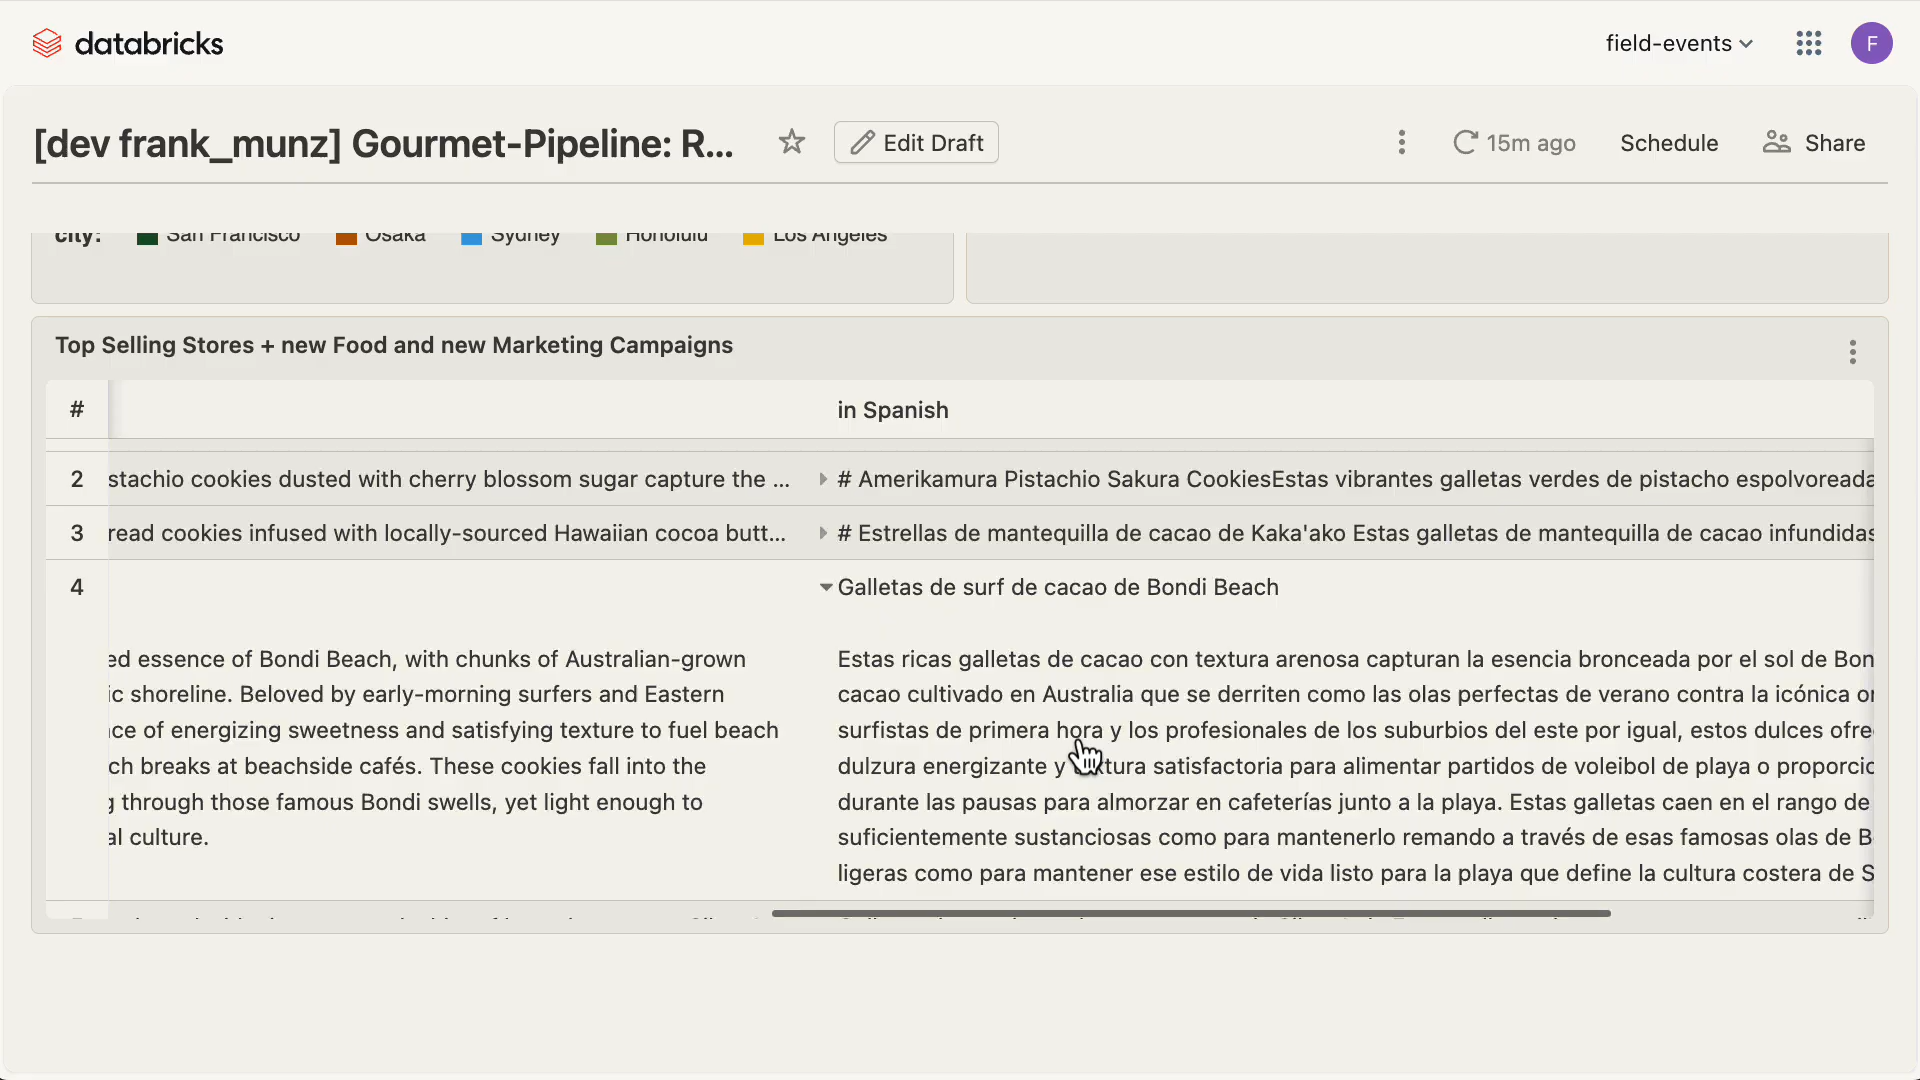 databricks
field-events
F
[dev frank_munz] Gourmet-Pipeline: R...
Edit Draft
15m ago
Schedule
Share
city:
San Francisco
Osaka
Sydney
Honolulu
Los Angeles
Top Selling Stores + new Food and new Marketing Campaigns
#
in Spanish
2
stachio cookies dusted with cherry blossom sugar capture the ...
# Amerikamura Pistachio Sakura CookiesEstas vibrantes galletas verdes de pistacho espolvoreada
3
read cookies infused with locally-sourced Hawaiian cocoa butt...
# Estrellas de mantequilla de cacao de Kaka'ako Estas galletas de mantequilla de cacao infundidas
4
Galletas de surf de cacao de Bondi Beach
ed essence of Bondi Beach, with chunks of Australian-grown
ic shoreline. Beloved by early-morning surfers and Eastern
ce of energizing sweetness and satisfying texture to fuel beach
ch breaks at beachside cafés. These cookies fall into the
g through those famous Bondi swells, yet light enough to
al culture.
Estas ricas galletas de cacao con textura arenosa capturan la esencia bronceada por el sol de Bon
cacao cultivado en Australia que se derriten como las olas perfectas de verano contra la icónica or
surfistas de primera hora y los profesionales de los suburbios del este por igual, estos dulces ofre
dulzura energizante y textura satisfactoria para alimentar partidos de voleibol de playa o proporcio
durante las pausas para almorzar en cafeterías junto a la playa. Estas galletas caen en el rango de
suficientemente sustanciosas como para mantenerlo remando a través de esas famosas olas de B
ligeras como para mantener ese estilo de vida listo para la playa que define la cultura costera de S